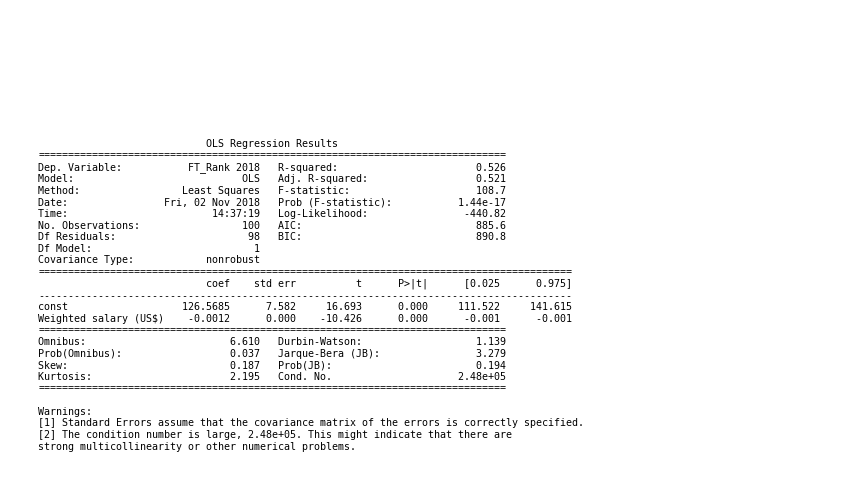 OLS Regression Results
==============================================================================
Dep. Variable:           FT_Rank 2018   R-squared:                       0.526
Model:                            OLS   Adj. R-squared:                  0.521
Method:                 Least Squares   F-statistic:                     108.7
Date:                Fri, 02 Nov 2018   Prob (F-statistic):           1.44e-17
Time:                        14:37:19   Log-Likelihood:                -440.82
No. Observations:                 100   AIC:                             885.6
Df Residuals:                      98   BIC:                             890.8
Df Model:                           1
Covariance Type:            nonrobust
=========================================================================================
                            coef    std err          t      P>|t|      [0.025      0.975]
-----------------------------------------------------------------------------------------
const                   126.5685      7.582     16.693      0.000     111.522     141.615
Weighted salary (US$)    -0.0012      0.000    -10.426      0.000      -0.001      -0.001
==============================================================================
Omnibus:                        6.610   Durbin-Watson:                   1.139
Prob(Omnibus):                  0.037   Jarque-Bera (JB):                3.279
Skew:                           0.187   Prob(JB):                        0.194
Kurtosis:                       2.195   Cond. No.                     2.48e+05
==============================================================================

Warnings:
[1] Standard Errors assume that the covariance matrix of the errors is correctly specified.
[2] The condition number is large, 2.48e+05. This might indicate that there are
strong multicollinearity or other numerical problems.